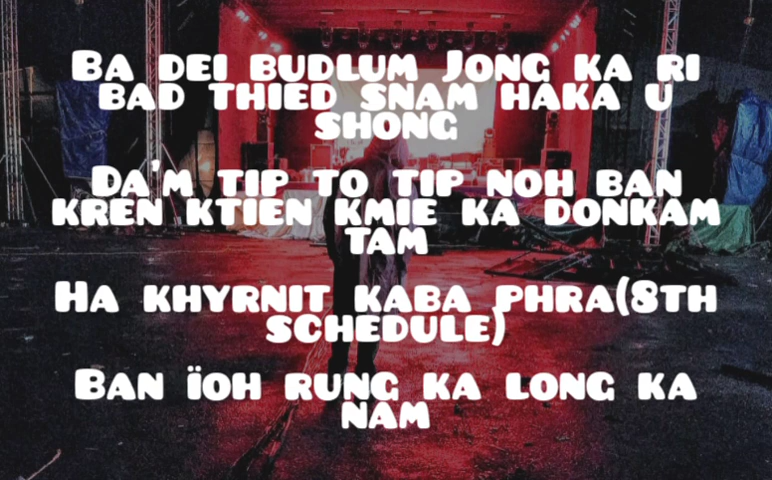 Ba dei budlum Jong ka ri
bad thied snam haka u
shong
Da'm tip to tip noh ban
kren ktien kmie ka donkam
tam
Ha khyrnit kaba phra(8th
schedule)
Ban ïoh rung ka long ka
nam